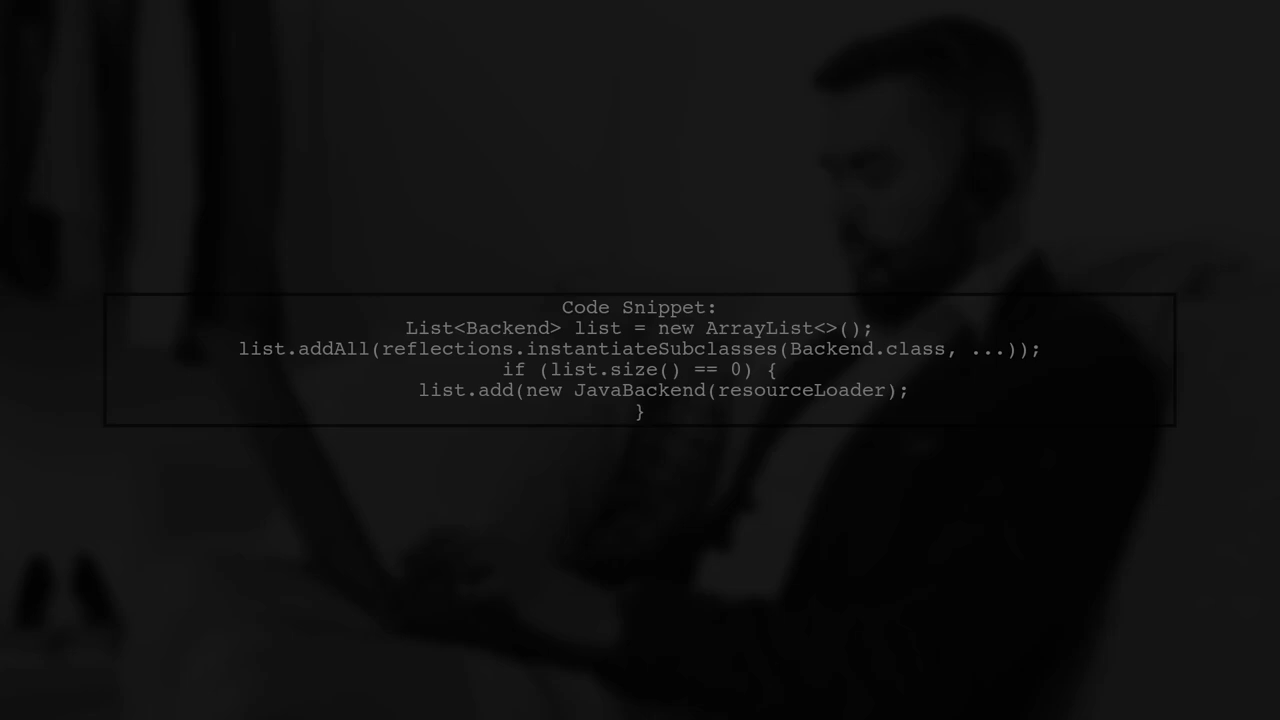 Code Snippet:
List<Backend> list = new ArrayList<>();
list.addAll(reflections.instantiateSubclasses(Backend.class, ...));
if (list.size() == 0) {
list.add(new JavaBackend(resourceLoader);
}